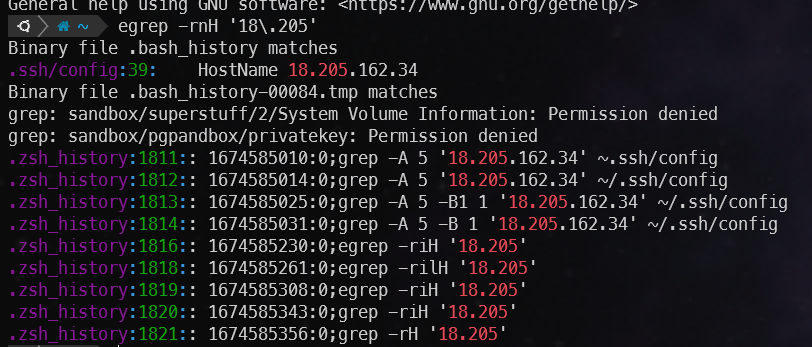 General help using GNU software: <https://www.gnu.org/gethelp/>
~ egrep -rnH '18\.205'
Binary file .bash_history matches
.ssh/config:39:    HostName 18.205.162.34
Binary file .bash_history-00084.tmp matches
grep: sandbox/superstuff/2/System Volume Information: Permission denied
grep: sandbox/pgpandbox/privatekey: Permission denied
.zsh_history:1811:: 1674585010:0;grep -A 5 '18.205.162.34' ~.ssh/config
.zsh_history:1812:: 1674585014:0;grep -A 5 '18.205.162.34' ~/.ssh/config
.zsh_history:1813:: 1674585025:0;grep -A 5 -B1 1 '18.205.162.34' ~/.ssh/config
.zsh_history:1814:: 1674585031:0;grep -A 5 -B 1 '18.205.162.34' ~/.ssh/config
.zsh_history:1816:: 1674585230:0;egrep -riH '18.205'
.zsh_history:1818:: 1674585261:0;egrep -rilH '18.205'
.zsh_history:1819:: 1674585308:0;egrep -riH '18.205'
.zsh_history:1820:: 1674585343:0;grep -riH '18.205'
.zsh_history:1821:: 1674585356:0;grep -rH '18.205'